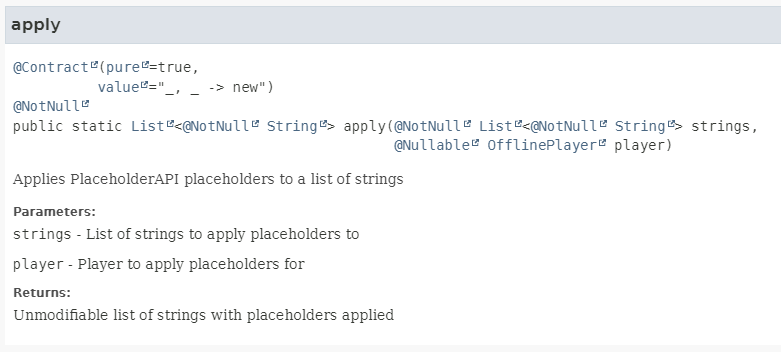 apply
@Contract(pure=true,
value="_, _ -> new")
@NotNull
public static List<@NotNull String> apply(@NotNull List<@NotNull String> strings,
@Nullable OfflinePlayer player)
Applies PlaceholderAPI placeholders to a list of strings
Parameters:
strings - List of strings to apply placeholders to
player - Player to apply placeholders for
Returns:
Unmodifiable list of strings with placeholders applied